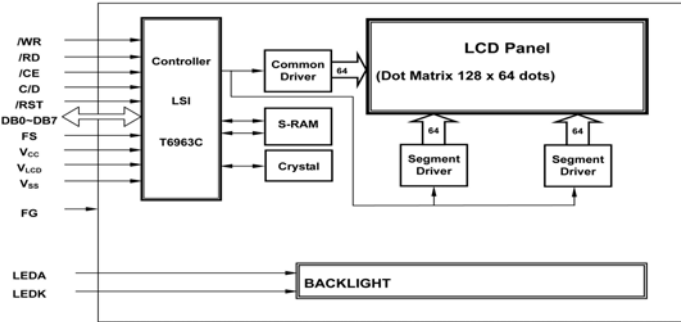 /WR
/RD
/CE
C/D
/RST
DB0~DB7
FS
VCC
VLCD
VSS
FG
LEDA
LEDK
Controller
LSI
T6963C
Common
Driver
64
S-RAM
Crystal
LCD Panel
(Dot Matrix 128 x 64 dots)
64
64
Segment
Driver
Segment
Driver
BACKLIGHT